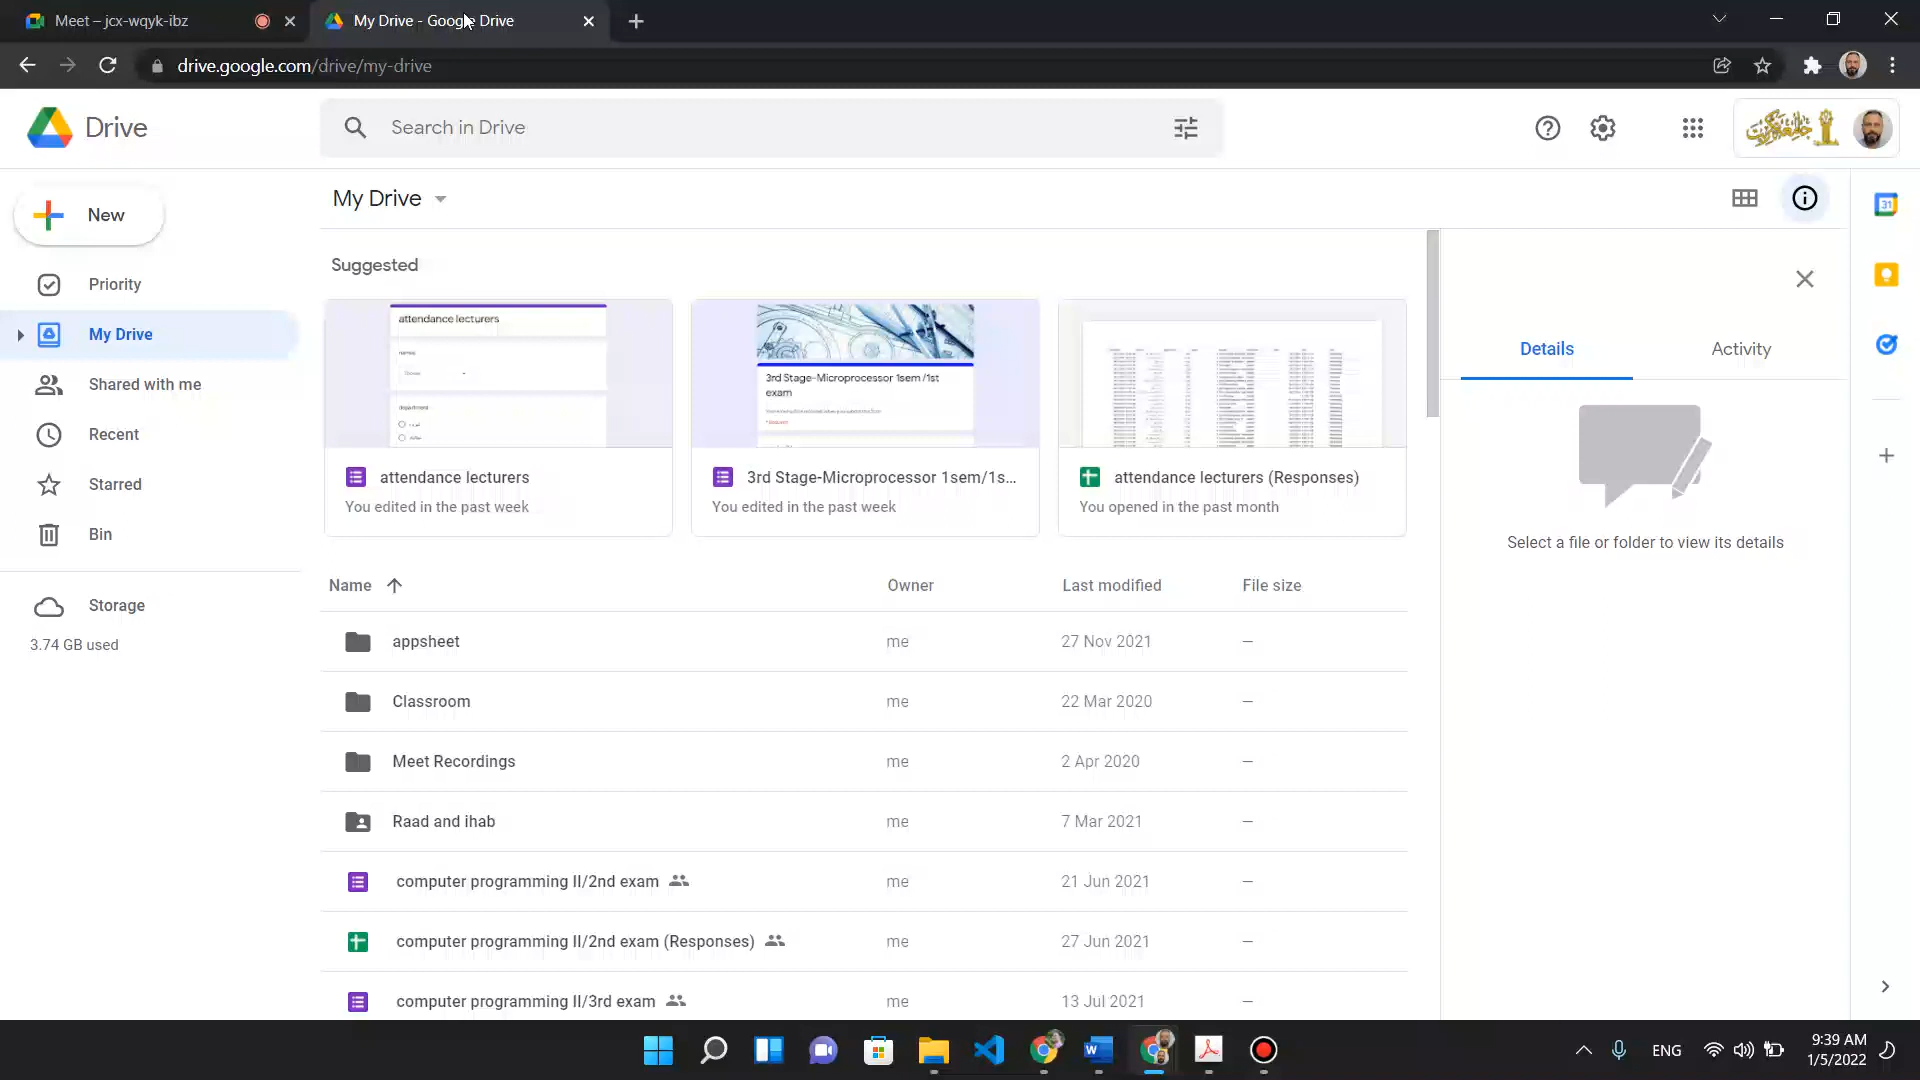 Meet – jcx-wqyk-ibz
My Drive - Google Drive
drive.google.com/drive/my-drive
Drive
Search in Drive
New
Priority
My Drive
Shared with me
Recent
Starred
Bin
Storage
3.74 GB used
My Drive
Suggested
attendance lecturers
names
Choose
department
attendance lecturers
You edited in the past week
3rd Stage-Microprocessor 1sem /1st
exam
3rd Stage-Microprocessor 1sem/1s...
You edited in the past week
attendance lecturers (Responses)
You opened in the past month
Name Owner Last modified File size
appsheet me 27 Nov 2021 –
Classroom me 22 Mar 2020 –
Meet Recordings me 2 Apr 2020 –
Raad and ihab me 7 Mar 2021 –
computer programming II/2nd exam me 21 Jun 2021 –
computer programming II/2nd exam (Responses) me 27 Jun 2021 –
computer programming II/3rd exam me 13 Jul 2021 –
Details Activity
Select a file or folder to view its details
31
ENG
9:39 AM
1/5/2022